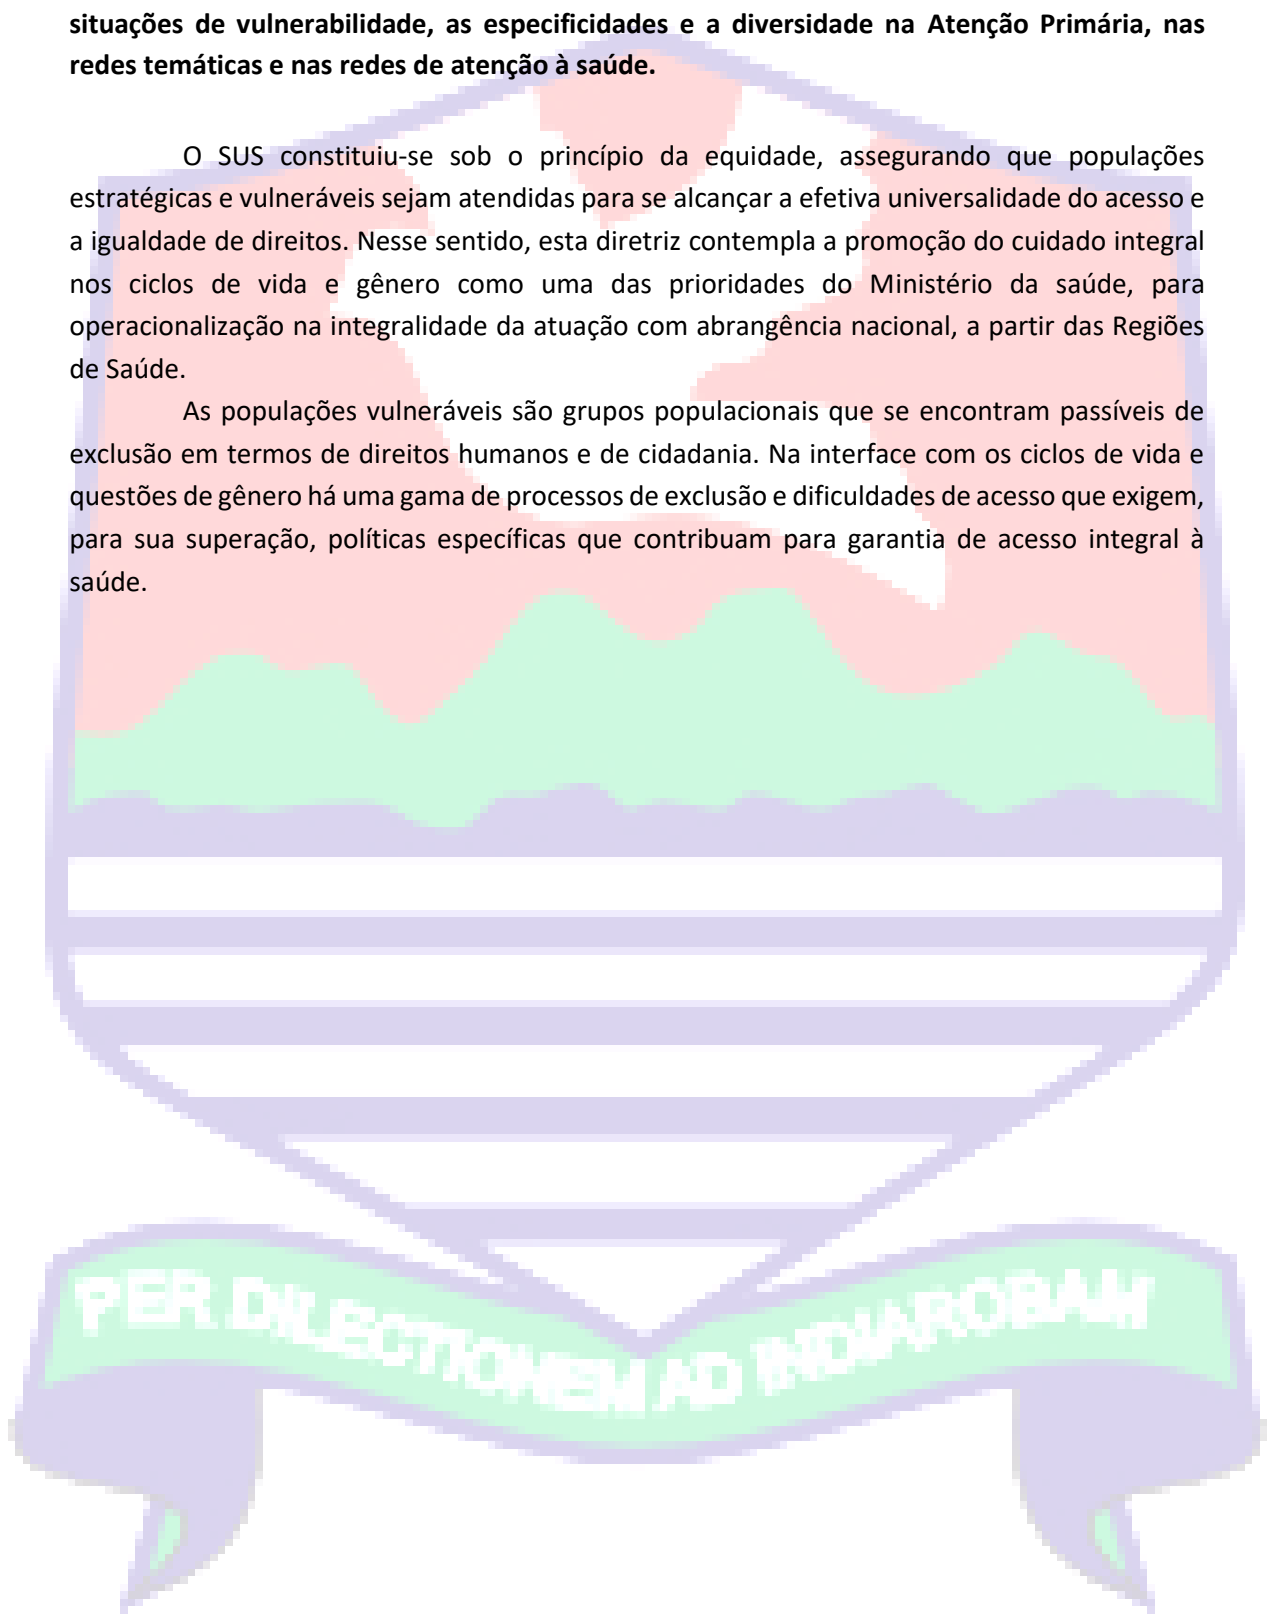 situações de vulnerabilidade, as especificidades e a diversidade na Atenção Primária, nas
redes temáticas e nas redes de atenção à saúde.
O SUS constituiu-se sob o princípio da equidade, assegurando que populações
estratégicas e vulneráveis sejam atendidas para se alcançar a efetiva universalidade do acesso e
a igualdade de direitos. Nesse sentido, esta diretriz contempla a promoção do cuidado integral
nos ciclos de vida e gênero como uma das prioridades do Ministério da saúde, para
operacionalização na integralidade da atuação com abrangência nacional, a partir das Regiões
de Saúde.
As populações vulneráveis são grupos populacionais que se encontram passíveis de
exclusão em termos de direitos humanos e de cidadania. Na interface com os ciclos de vida e
questões de gênero há uma gama de processos de exclusão e dificuldades de acesso que exigem,
para sua superação, políticas específicas que contribuam para garantia de acesso integral à
saúde.
PER DILECTIONEM AD INDIAROBAM